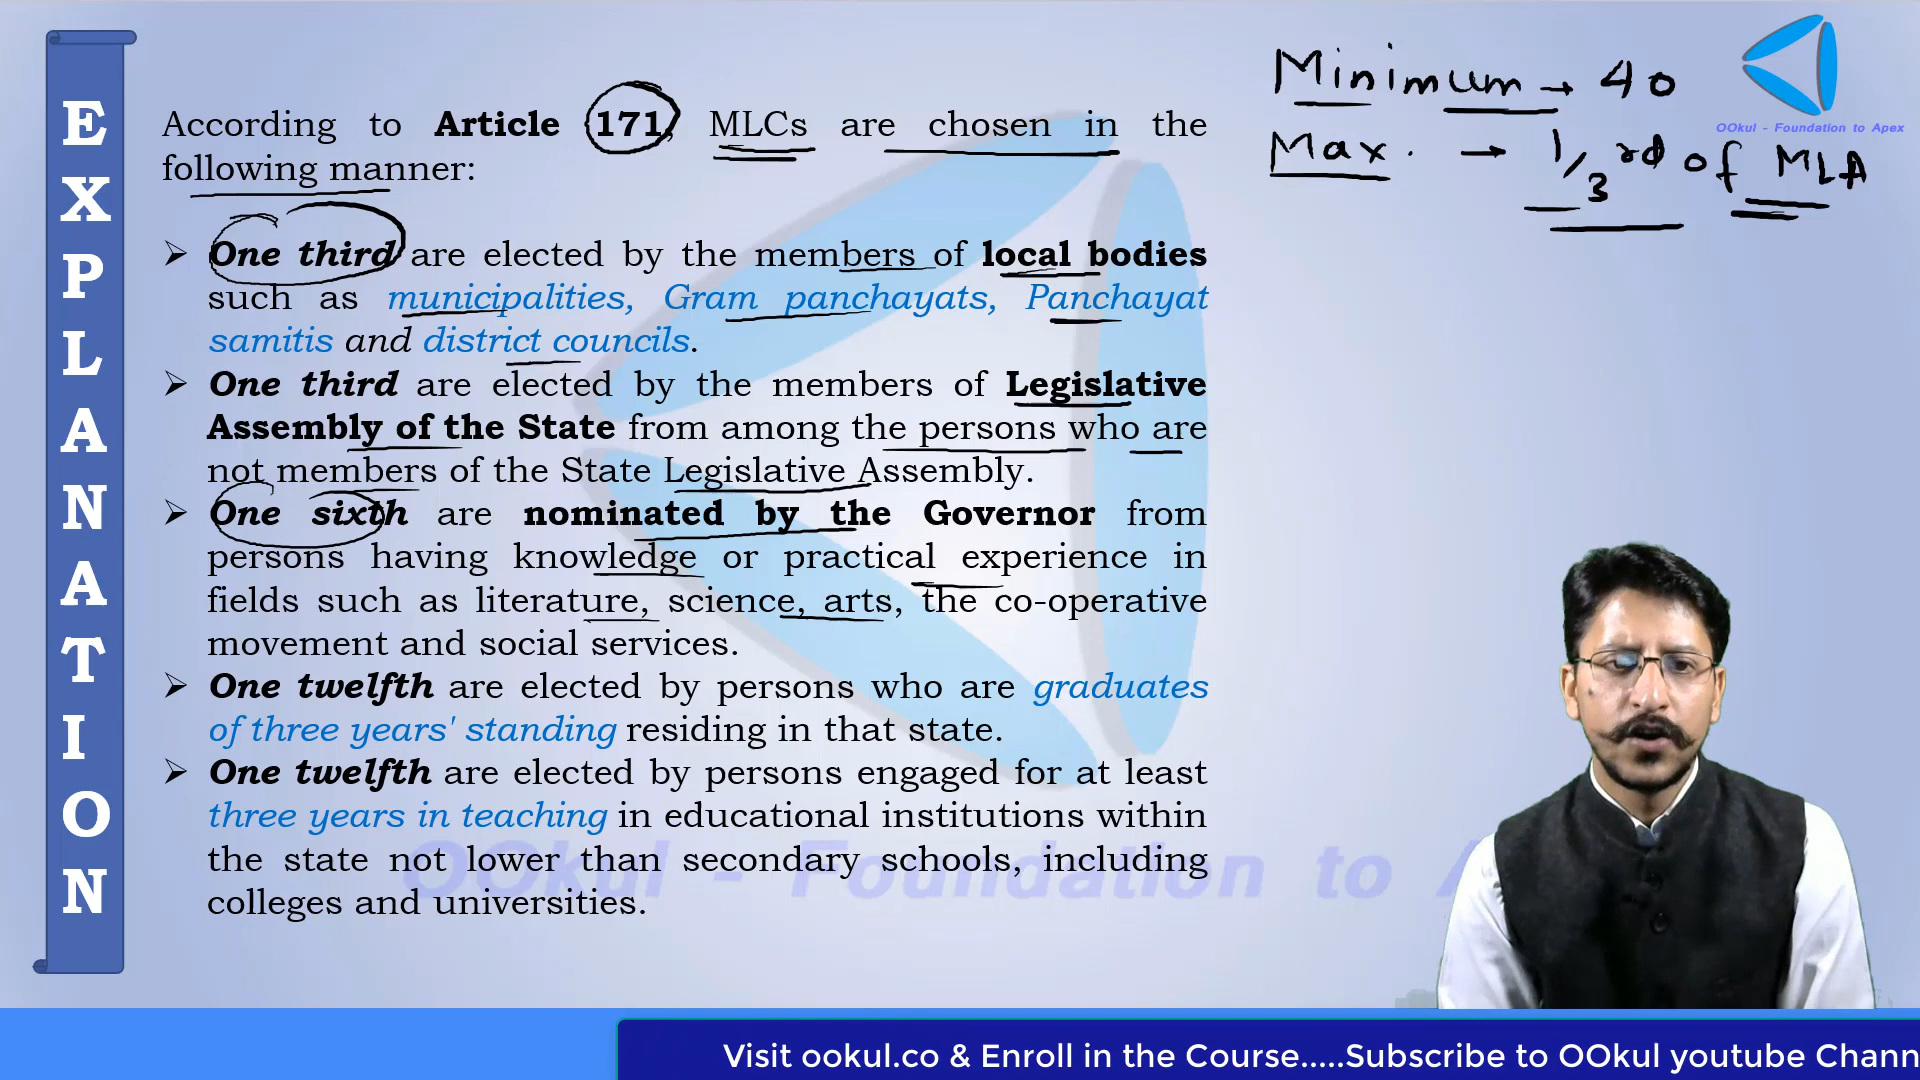 EXPLANATION
According to Article 171, MLCs are chosen in the
following manner:
➢ One third are elected by the members of local bodies
such as municipalities, Gram panchayats, Panchayat
samitis and district councils.
➢ One third are elected by the members of Legislative
Assembly of the State from among the persons who are
not members of the State Legislative Assembly.
➢ One sixth are nominated by the Governor from
persons having knowledge or practical experience in
fields such as literature, science, arts, the co-operative
movement and social services.
➢ One twelfth are elected by persons who are graduates
of three years' standing residing in that state.
➢ One twelfth are elected by persons engaged for at least
three years in teaching in educational institutions within
the state not lower than secondary schools, including
colleges and universities.
Minimum → 40
Max. → 1/3 rd of MLA
OOkul - Foundation to Apex
OOkul - Foundation to A
Visit ookul.co & Enroll in the Course.....Subscribe to OOkul youtube Chann